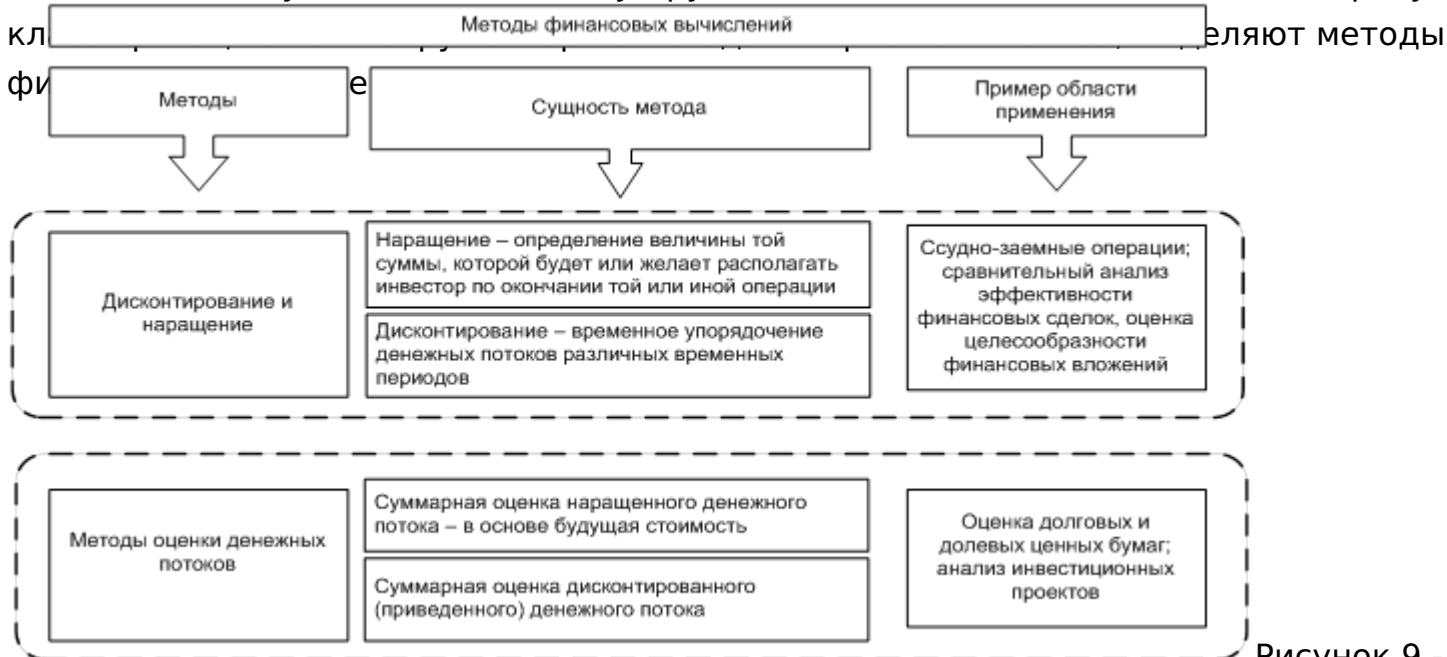 Методы финансовых вычислений
еляют методы
Методы
Сущность метода
Пример области
применения
Дисконтирование и
наращение
Наращение – определение величины той
суммы, которой будет или желает располагать
инвестор по окончании той или иной операции
Дисконтирование – временное упорядочение
денежных потоков различных временных
периодов
Ссудно-заемные операции;
сравнительный анализ
эффективности
финансовых сделок, оценка
целесообразности
финансовых вложений
Методы оценки денежных
потоков
Суммарная оценка наращенного денежного
потока – в основе будущая стоимость
Суммарная оценка дисконтированного
(приведенного) денежного потока
Оценка долговых и
долевых ценных бумаг;
анализ инвестиционных
проектов
Рисунок 9